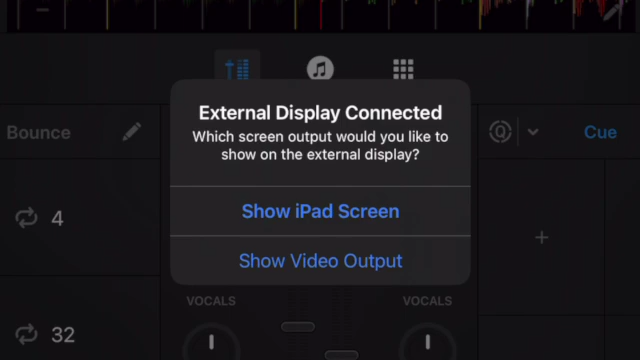 External Display Connected
Which screen output would you like to
show on the external display?
Show iPad Screen
Show Video Output
Bounce
Q
Cue
4
32
VOCALS
VOCALS